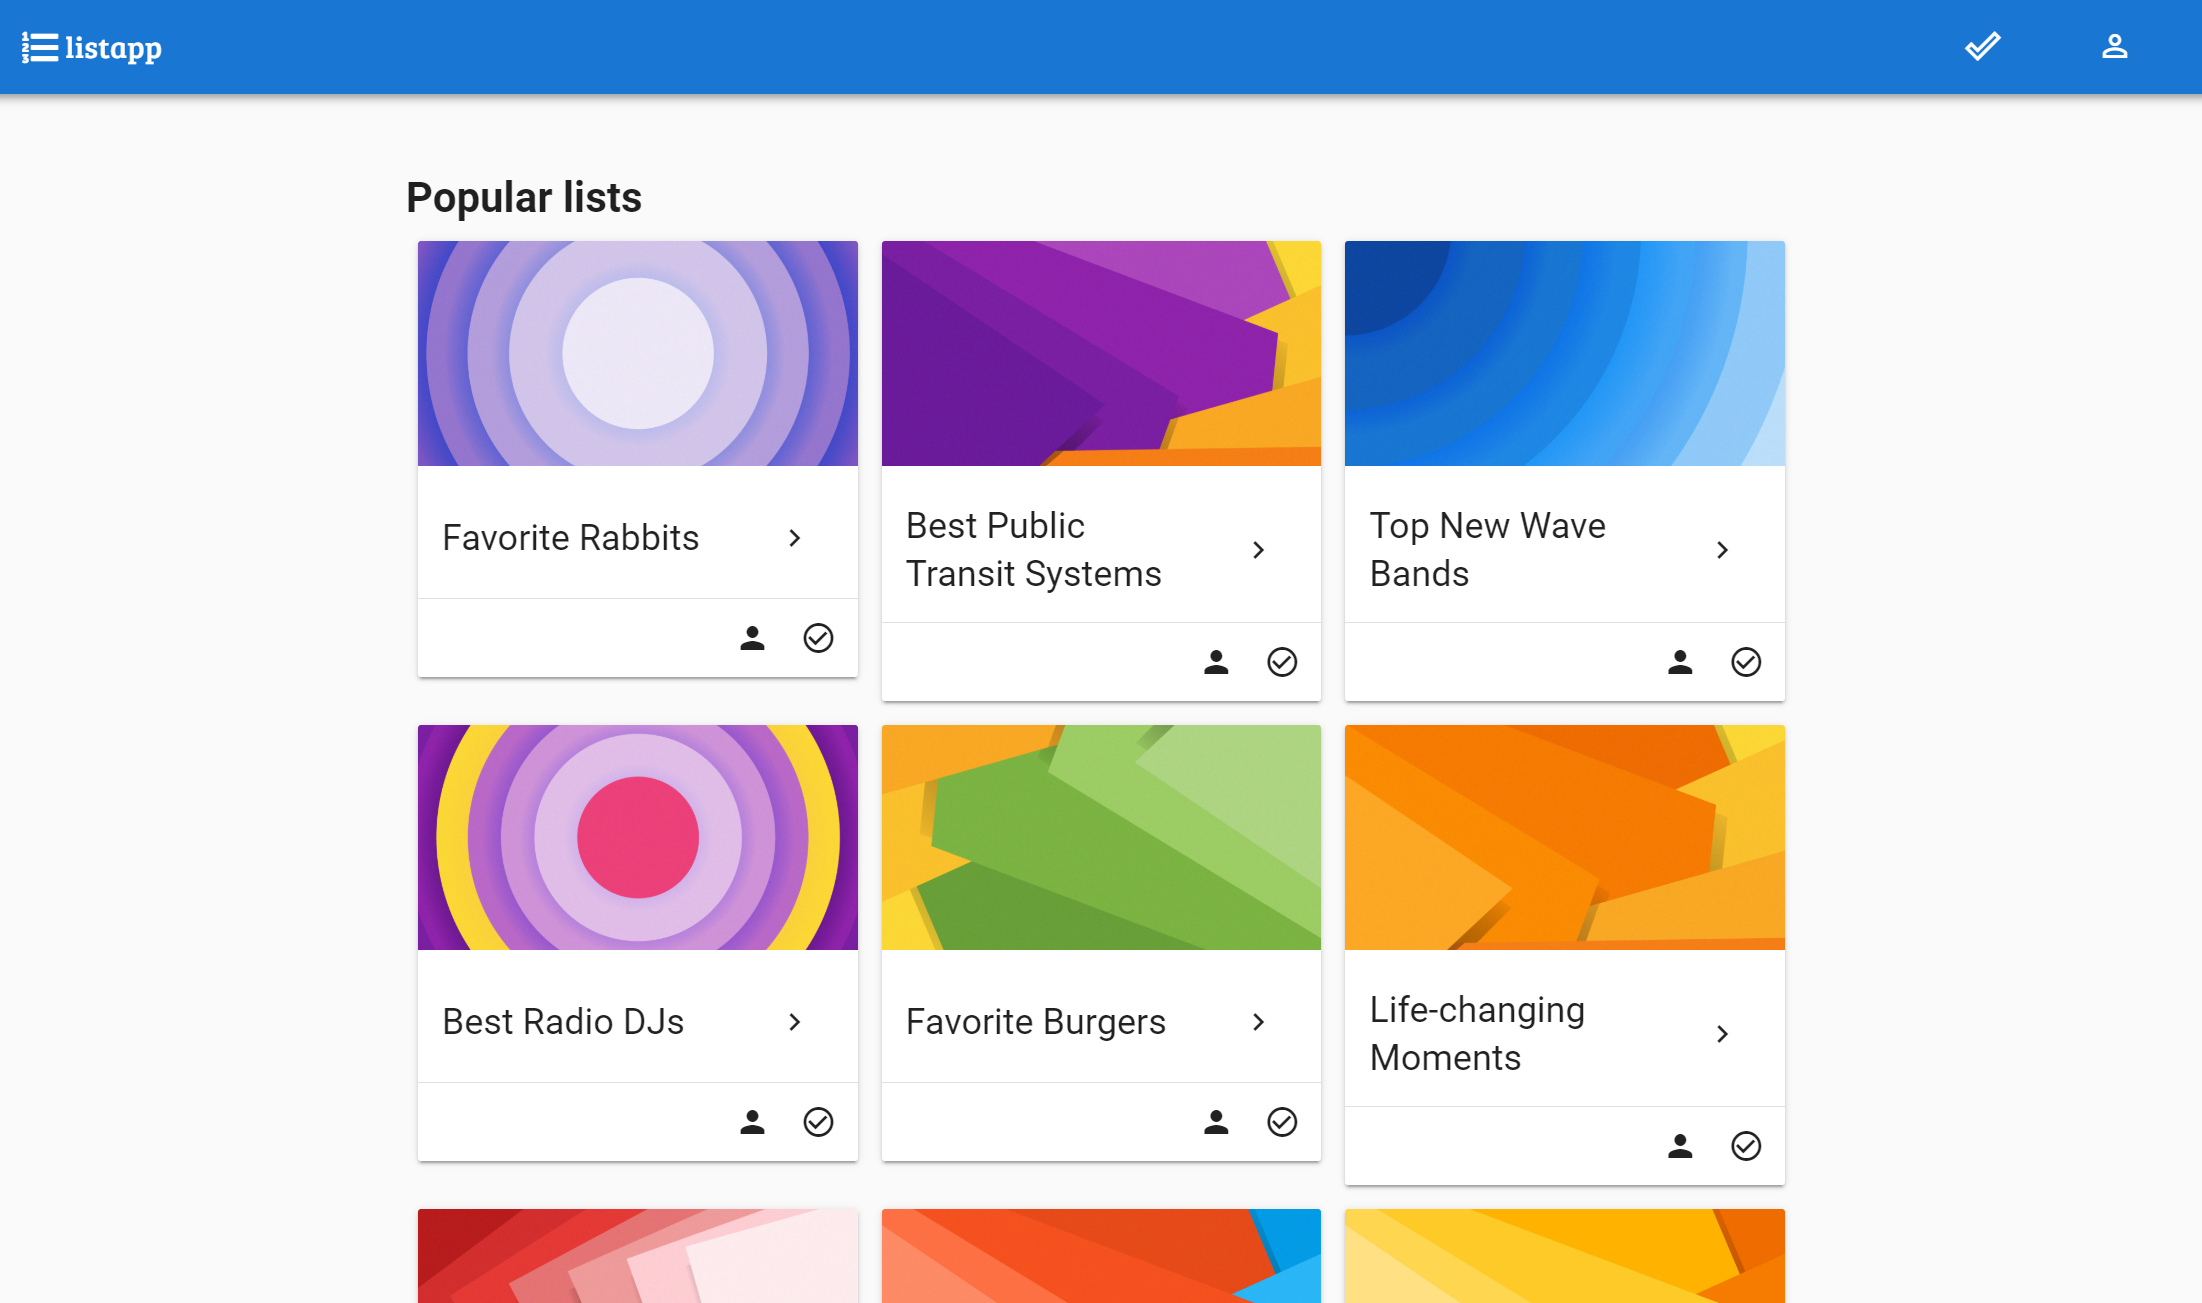 listapp
Popular lists
Favorite Rabbits
Best Public
Transit Systems
Top New Wave
Bands
Best Radio DJs
Favorite Burgers
Life-changing
Moments